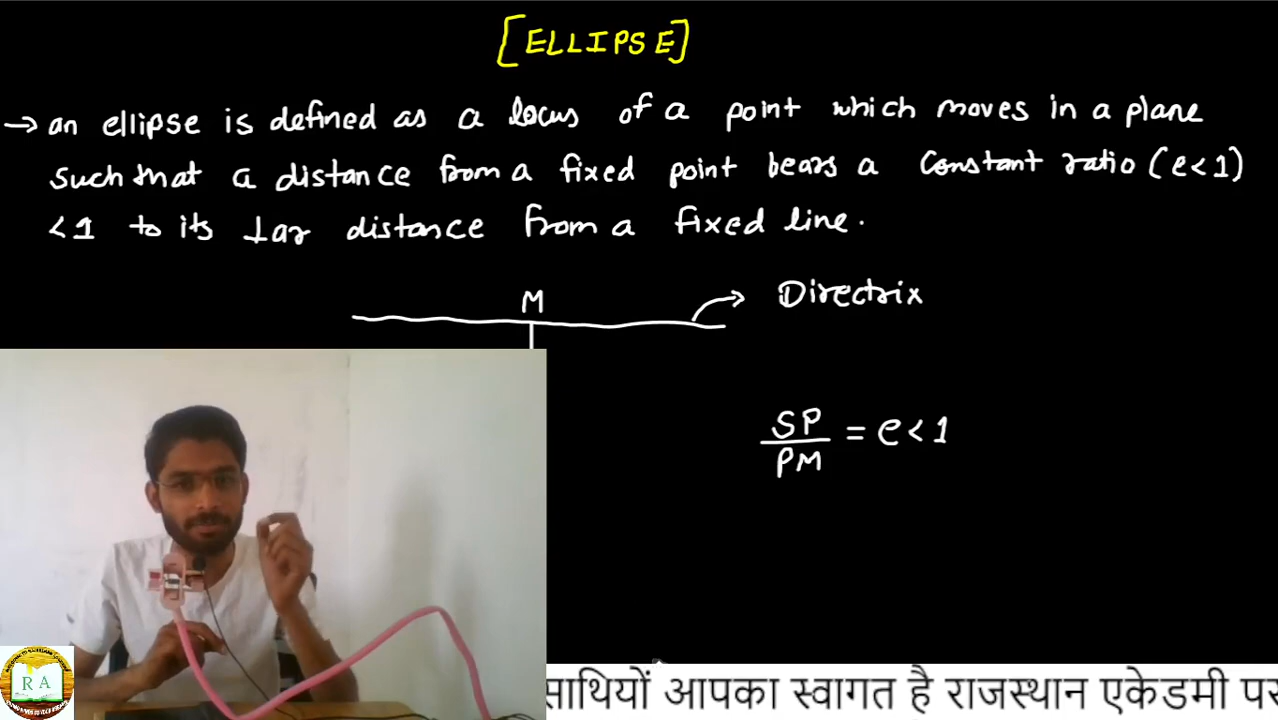 [ELLIPSE]
→ an ellipse is defined as a locus of a point which moves in a plane
such that a distance from a fixed point bears a constant ratio (e<1)
<1 to its ⊥ar distance from a fixed line.
M
Directrix
SP
PM
= e<1
R A
साथियों आपका स्वागत है राजस्थान एकेडमी पर